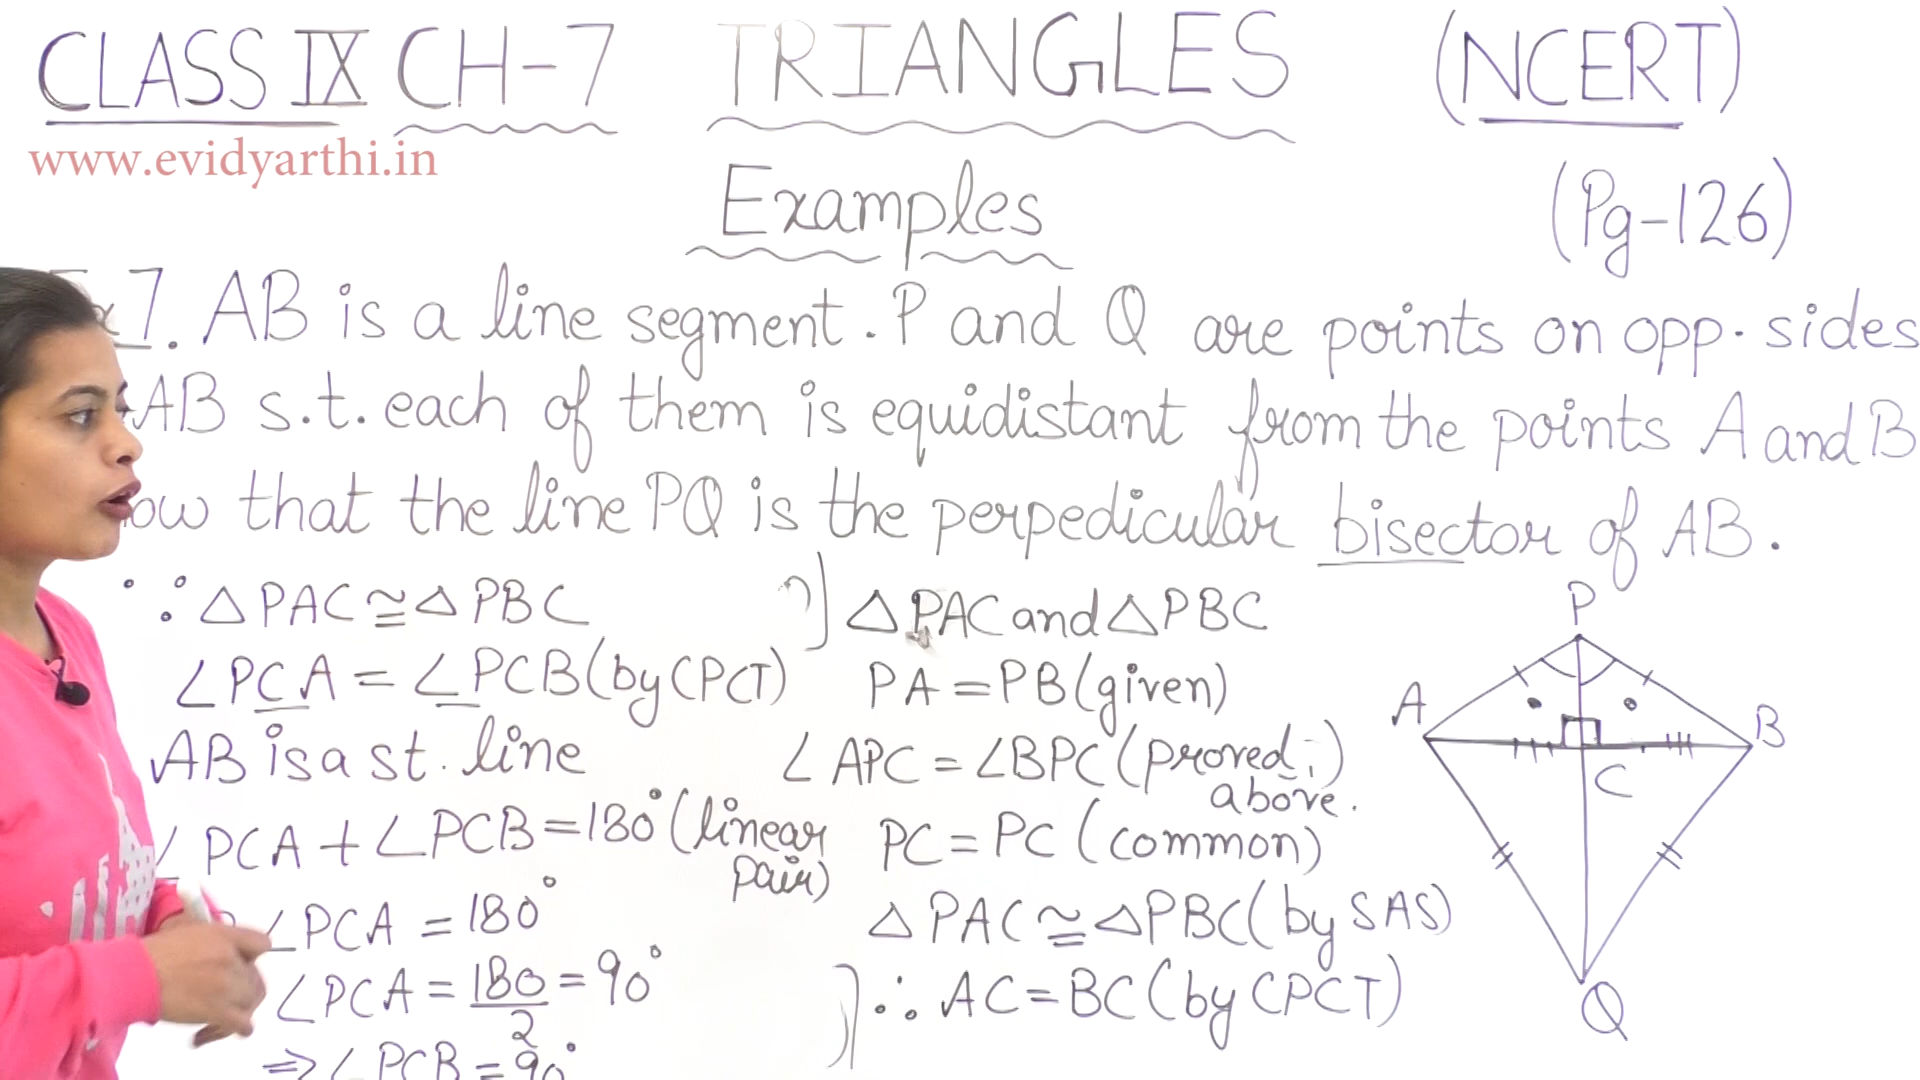 CLASS IX CH-7 TRIANGLES (NCERT)
www.evidyarthi.in
Examples (Pg-126)
7. AB is a line segment. P and Q are points on opp. sides
AB s.t. each of them is equidistant from the points A and B
that the line PQ is the perpedicular bisector of AB.
∵ △PAC ≅ △PBC
∠PCA = ∠PCB (by CPCT)
AB is a st. line
∠PCA + ∠PCB = 180° (linear pair)
∠PCA = 180°
∠PCA = 180/2 = 90°
⇒ ∠PCB = 90°
△PAC and △PBC
PA = PB (given)
∠APC = ∠BPC (proved above.)
PC = PC (common)
△PAC ≅ △PBC (by SAS)
∴ AC = BC (by CPCT)
P
A
B
C
Q